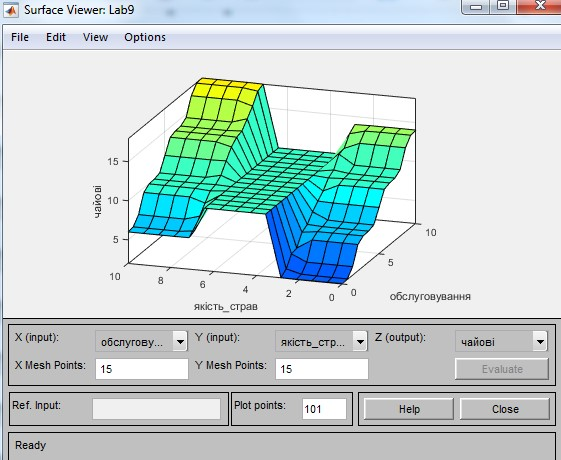 Surface Viewer: Lab9
File Edit View Options
15
10
5
чайові
10
8
6
4
2
0
якість_страв
0
5
10
обслуговування
X (input): обслугову... Y (input): якість_стр... Z (output): чайові
X Mesh Points: 15 Y Mesh Points: 15 Evaluate
Ref. Input: Plot points: 101 Help Close
Ready